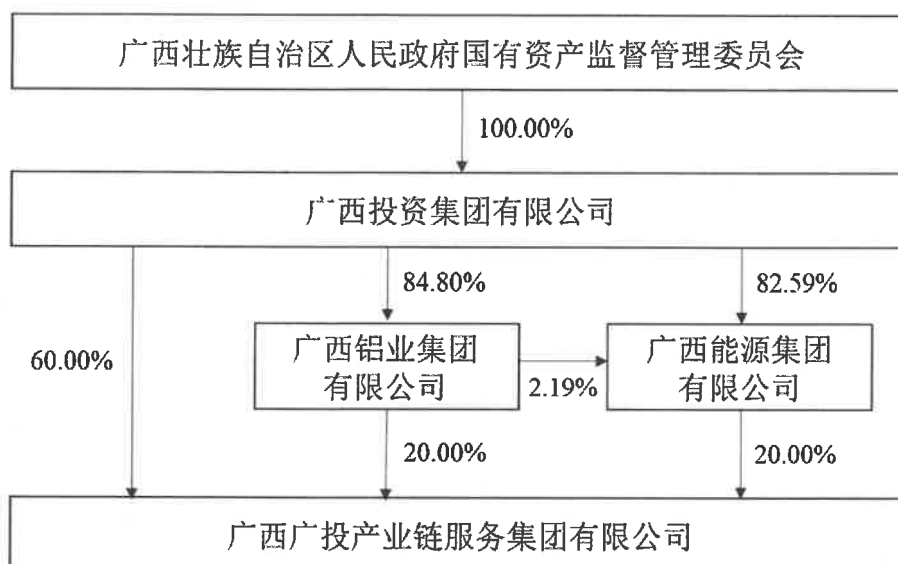 广西壮族自治区人民政府国有资产监督管理委员会
100.00%
广西投资集团有限公司
84.80%
82.59%
60.00%
广西铝业集团
有限公司
2.19%
广西能源集团
有限公司
20.00%
20.00%
广西广投产业链服务集团有限公司